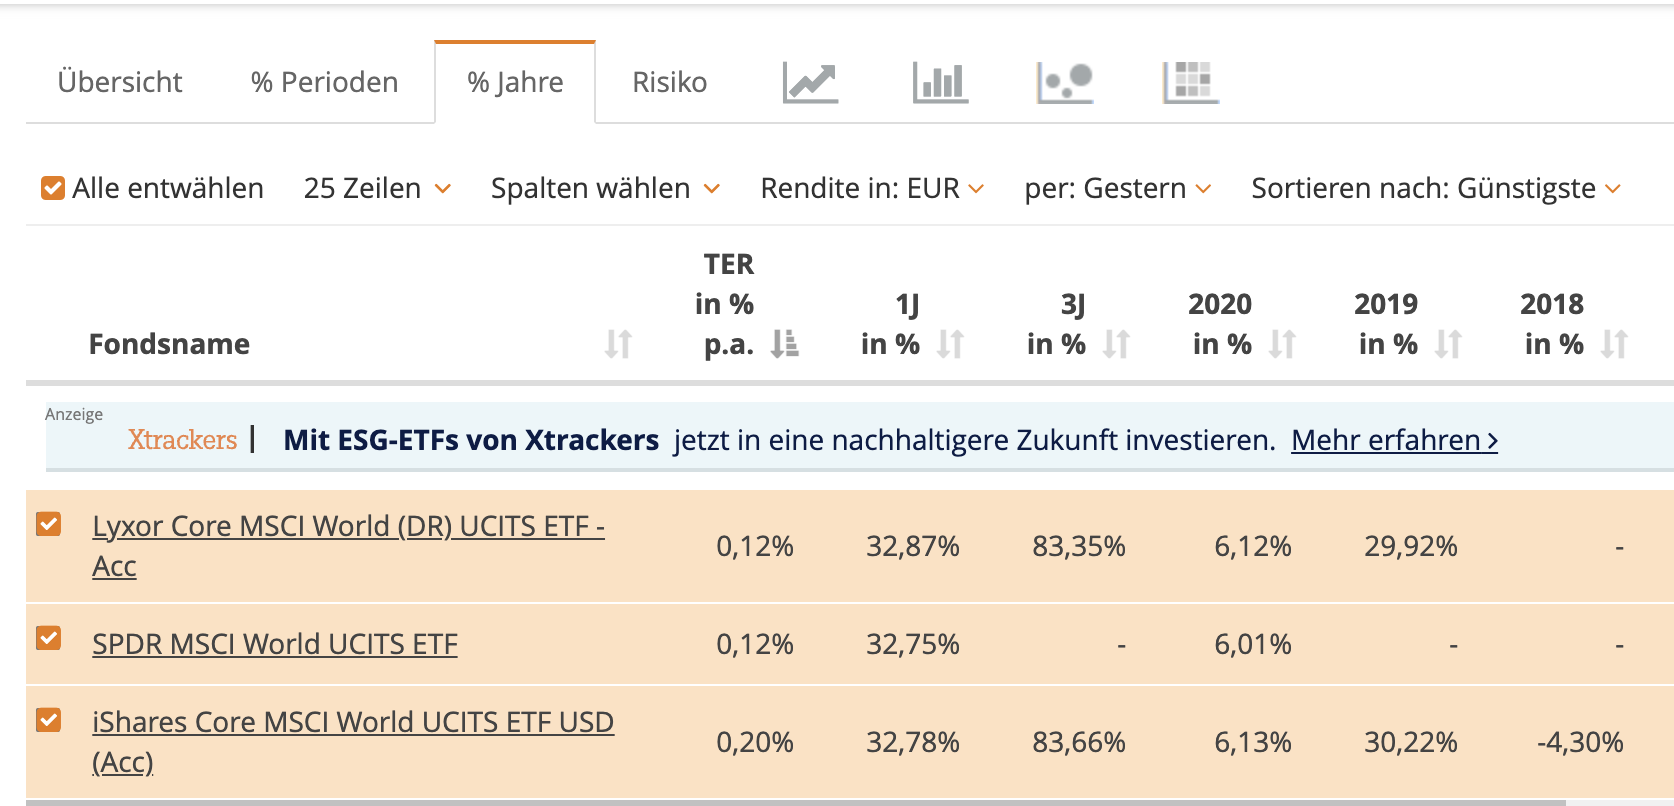 Übersicht % Perioden % Jahre Risiko
Alle entwählen 25 Zeilen Spalten wählen Rendite in: EUR per: Gestern Sortieren nach: Günstigste
Fondsname TER in % p.a. 1J in % 3J in % 2020 in % 2019 in % 2018 in %
Anzeige
Xtrackers | Mit ESG-ETFs von Xtrackers jetzt in eine nachhaltigere Zukunft investieren. Mehr erfahren >
Lyxor Core MSCI World (DR) UCITS ETF -
Acc
0,12% 32,87% 83,35% 6,12% 29,92% -
SPDR MSCI World UCITS ETF 0,12% 32,75% - 6,01% - -
iShares Core MSCI World UCITS ETF USD
(Acc)
0,20% 32,78% 83,66% 6,13% 30,22% -4,30%